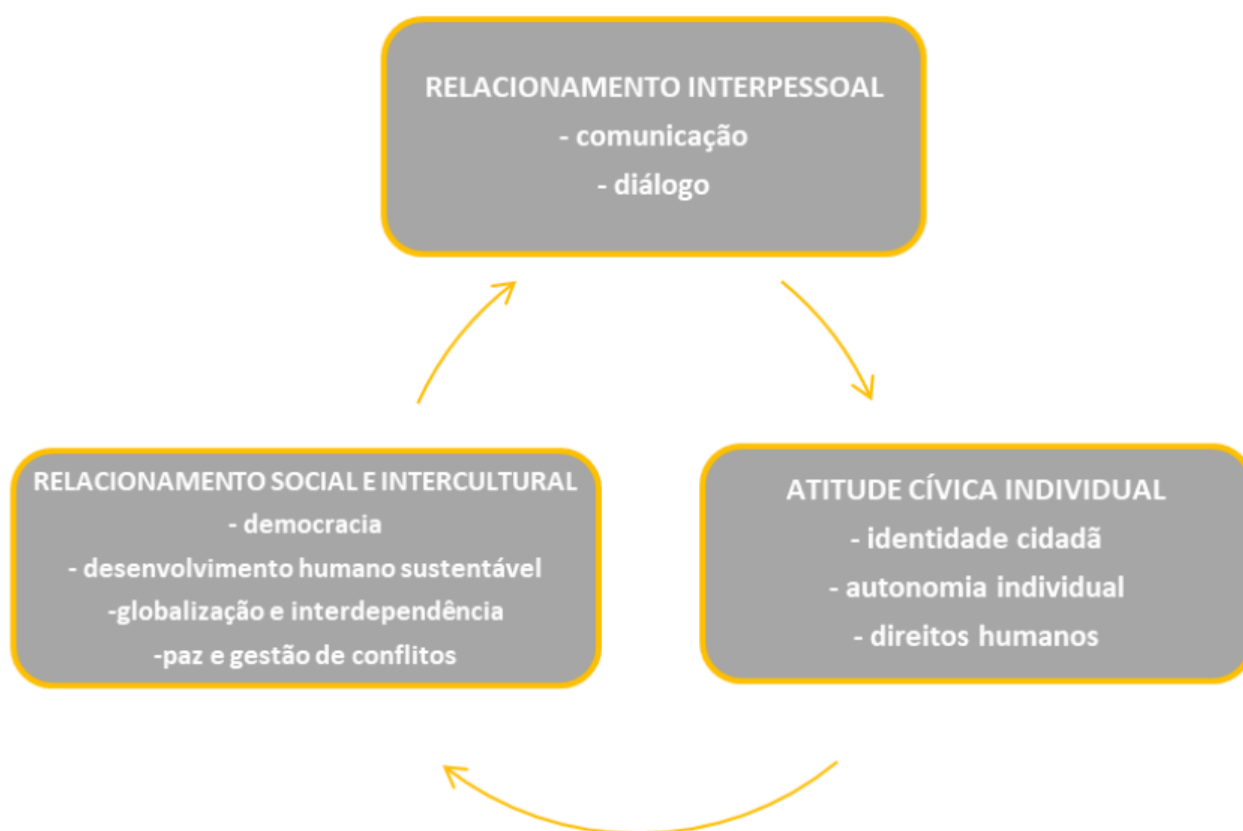 RELACIONAMENTO INTERPESSOAL
- comunicação
- diálogo
RELACIONAMENTO SOCIAL E INTERCULTURAL
- democracia
- desenvolvimento humano sustentável
-globalização e interdependência
-paz e gestão de conflitos
ATITUDE CÍVICA INDIVIDUAL
- identidade cidadã
- autonomia individual
- direitos humanos